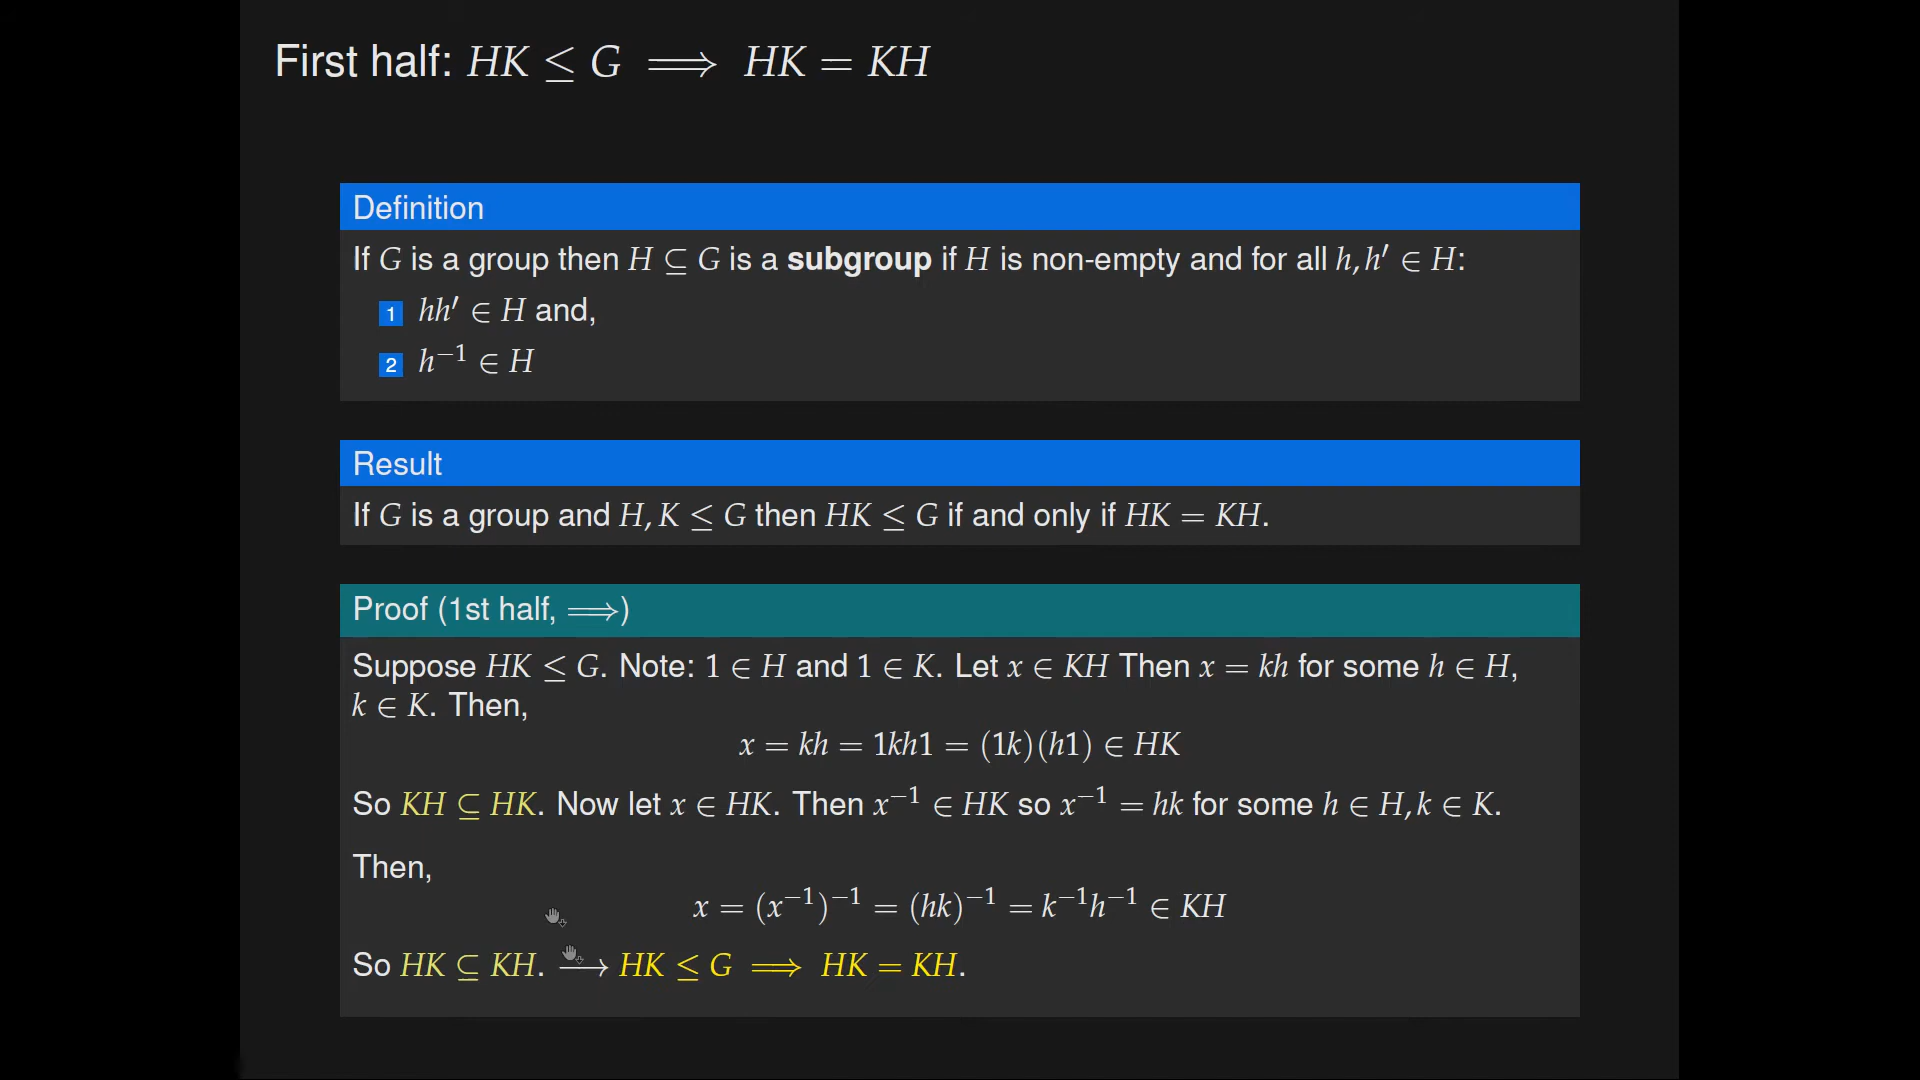 First half: HK ≤ G ⟹ HK = KH
Definition
If G is a group then H ⊆ G is a subgroup if H is non-empty and for all h, h′ ∈ H:
1 hh′ ∈ H and,
2 h⁻¹ ∈ H
Result
If G is a group and H, K ≤ G then HK ≤ G if and only if HK = KH.
Proof (1st half, ⟹)
Suppose HK ≤ G. Note: 1 ∈ H and 1 ∈ K. Let x ∈ KH Then x = kh for some h ∈ H,
k ∈ K. Then,
x = kh = 1kh1 = (1k)(h1) ∈ HK
So KH ⊆ HK. Now let x ∈ HK. Then x⁻¹ ∈ HK so x⁻¹ = hk for some h ∈ H, k ∈ K.
Then,
x = (x⁻¹)⁻¹ = (hk)⁻¹ = k⁻¹h⁻¹ ∈ KH
So HK ⊆ KH. ⟶ HK ≤ G ⟹ HK = KH.